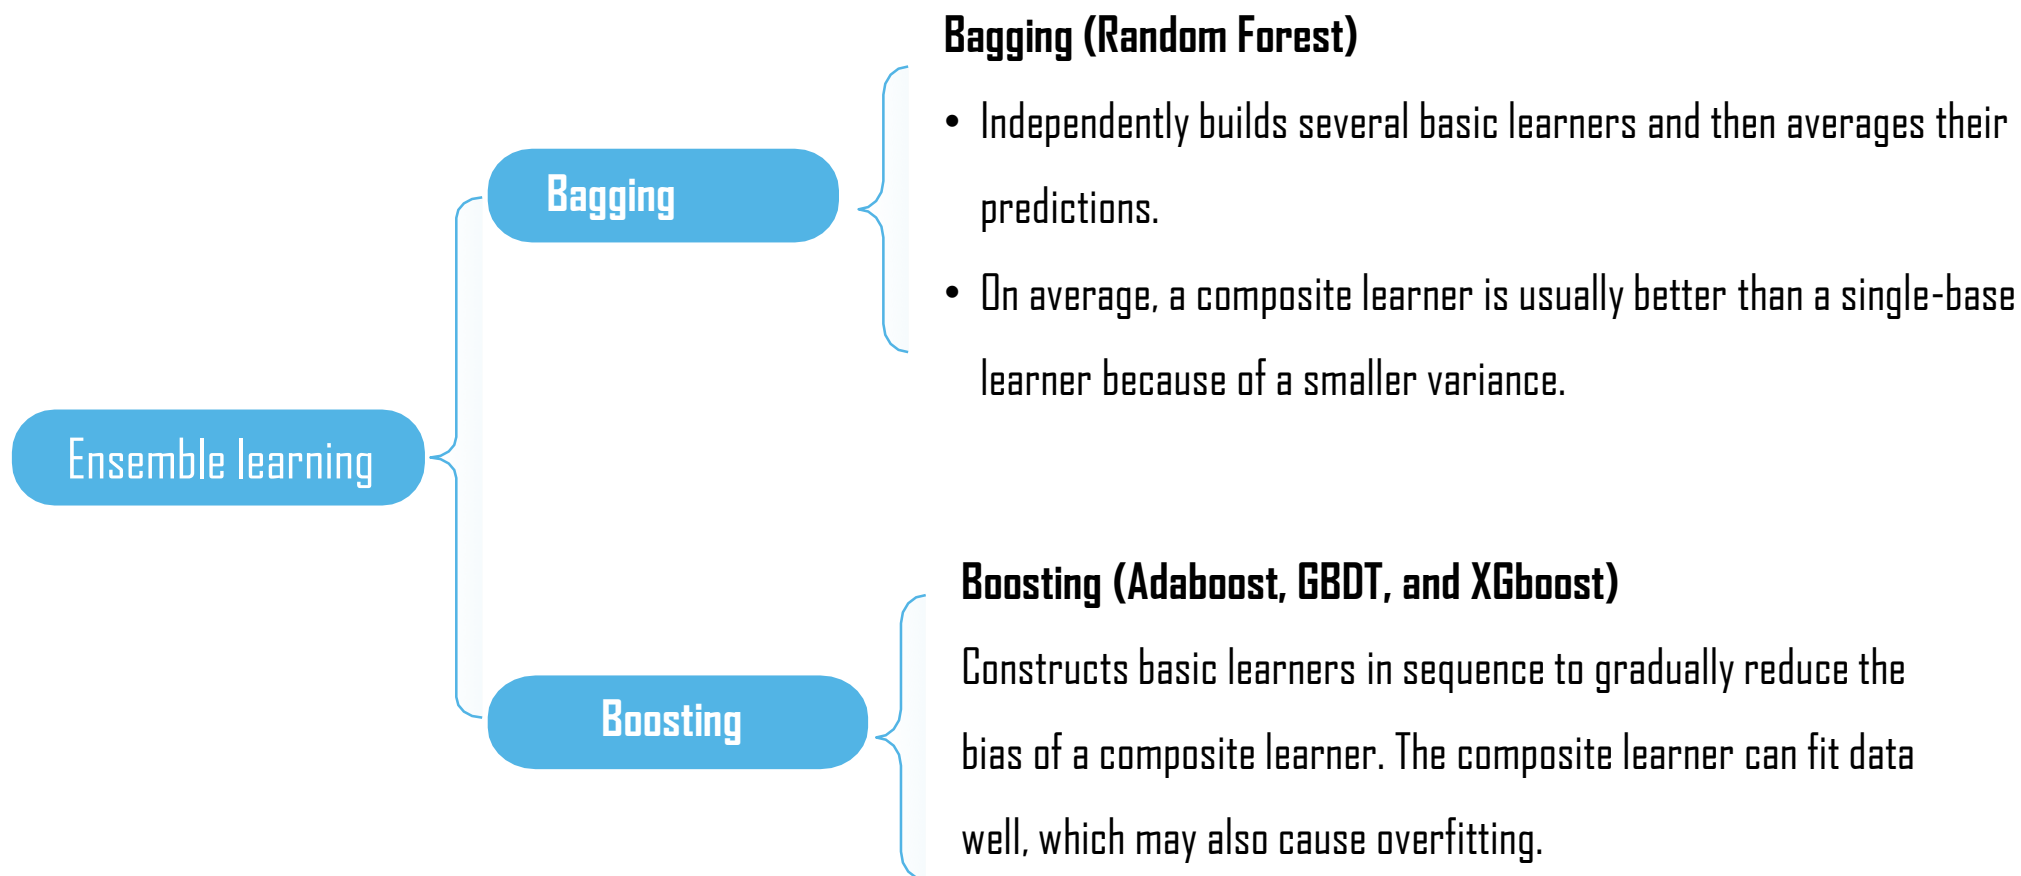 Ensemble learning
Bagging
Bagging (Random Forest)
• Independently builds several basic learners and then averages their
predictions.
• On average, a composite learner is usually better than a single-base
learner because of a smaller variance.
Boosting
Boosting (Adaboost, GBDT, and XGboost)
Constructs basic learners in sequence to gradually reduce the
bias of a composite learner. The composite learner can fit data
well, which may also cause overfitting.